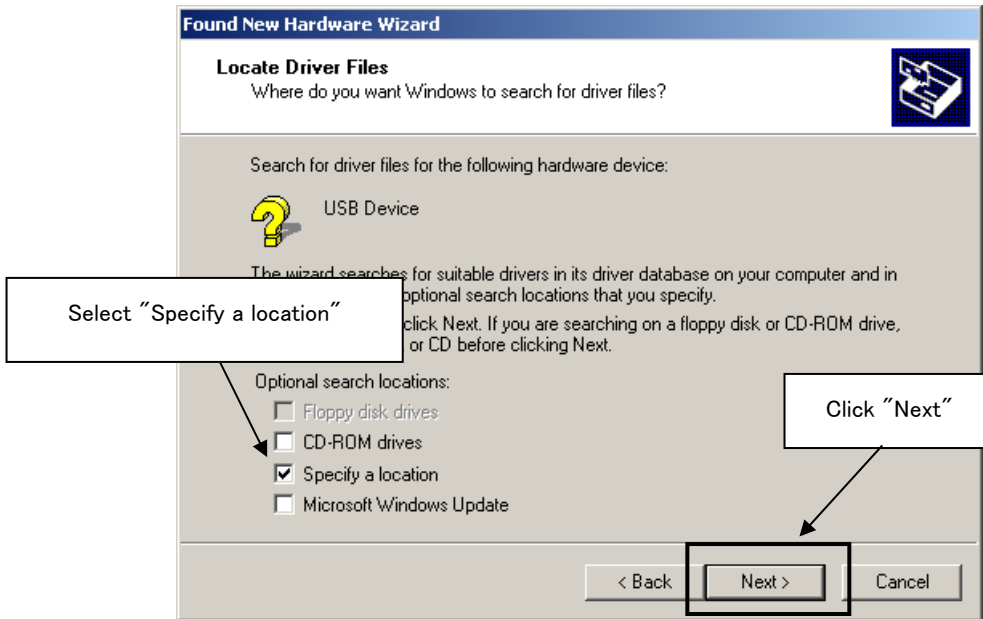 Found New Hardware Wizard
Locate Driver Files
Where do you want Windows to search for driver files?
Search for driver files for the following hardware device:
USB Device
The wizard searches for suitable drivers in its driver database on your computer and in
optional search locations that you specify.
click Next. If you are searching on a floppy disk or CD-ROM drive,
or CD before clicking Next.
Select "Specify a location"
Optional search locations:
Floppy disk drives
CD-ROM drives
Specify a location
Microsoft Windows Update
Click "Next"
< Back
Next >
Cancel